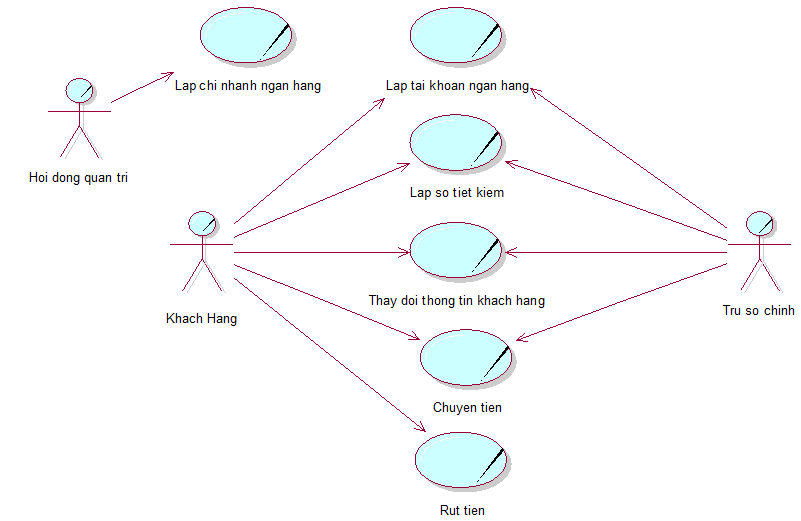 Lap chi nhanh ngan hang
Lap tai khoan ngan hang
Hoi dong quan tri
Lap so tiet kiem
Khach Hang
Thay doi thong tin khach hang
Tru so chinh
Chuyen tien
Rut tien